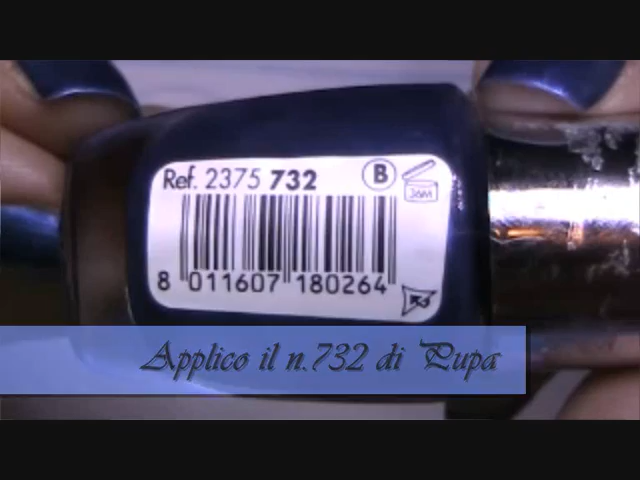 Ref. 2375 732
B
36M
8 011607 180264
Applico il n.732 di Pupa